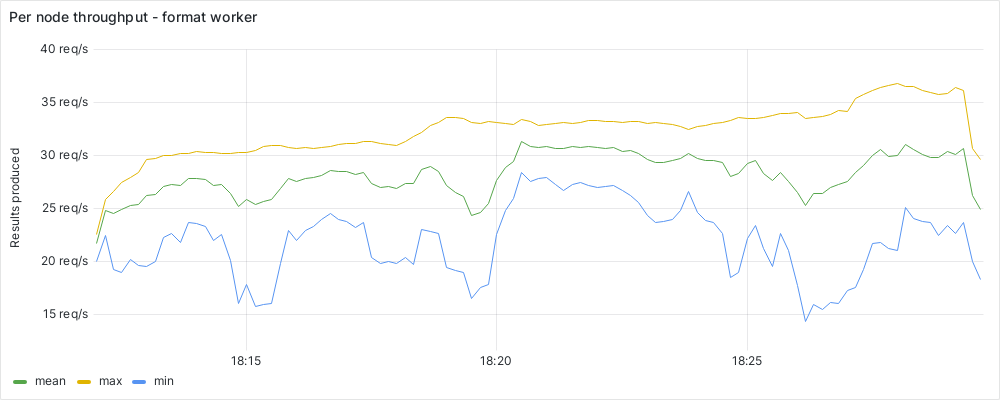 Per node throughput - format worker
40 req/s
35 req/s
30 req/s
25 req/s
20 req/s
15 req/s
Results produced
18:15 18:20 18:25
mean max min